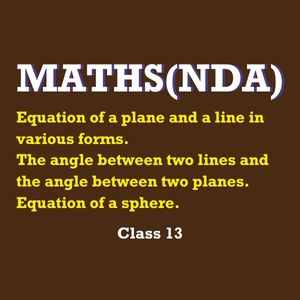 MATHS(NDA)
Equation of a plane and a line in
various forms.
The angle between two lines and
the angle between two planes.
Equation of a sphere.
Class 13